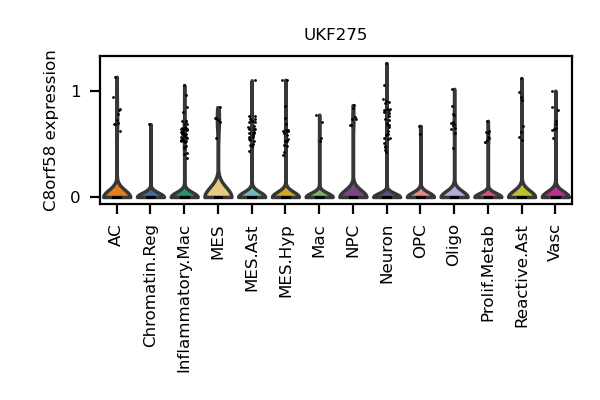 UKF275
C8orf58 expression
1
0
AC
Chromatin.Reg
Inflammatory.Mac
MES
MES.Ast
MES.Hyp
Mac
NPC
Neuron
OPC
Oligo
Prolif.Metab
Reactive.Ast
Vasc